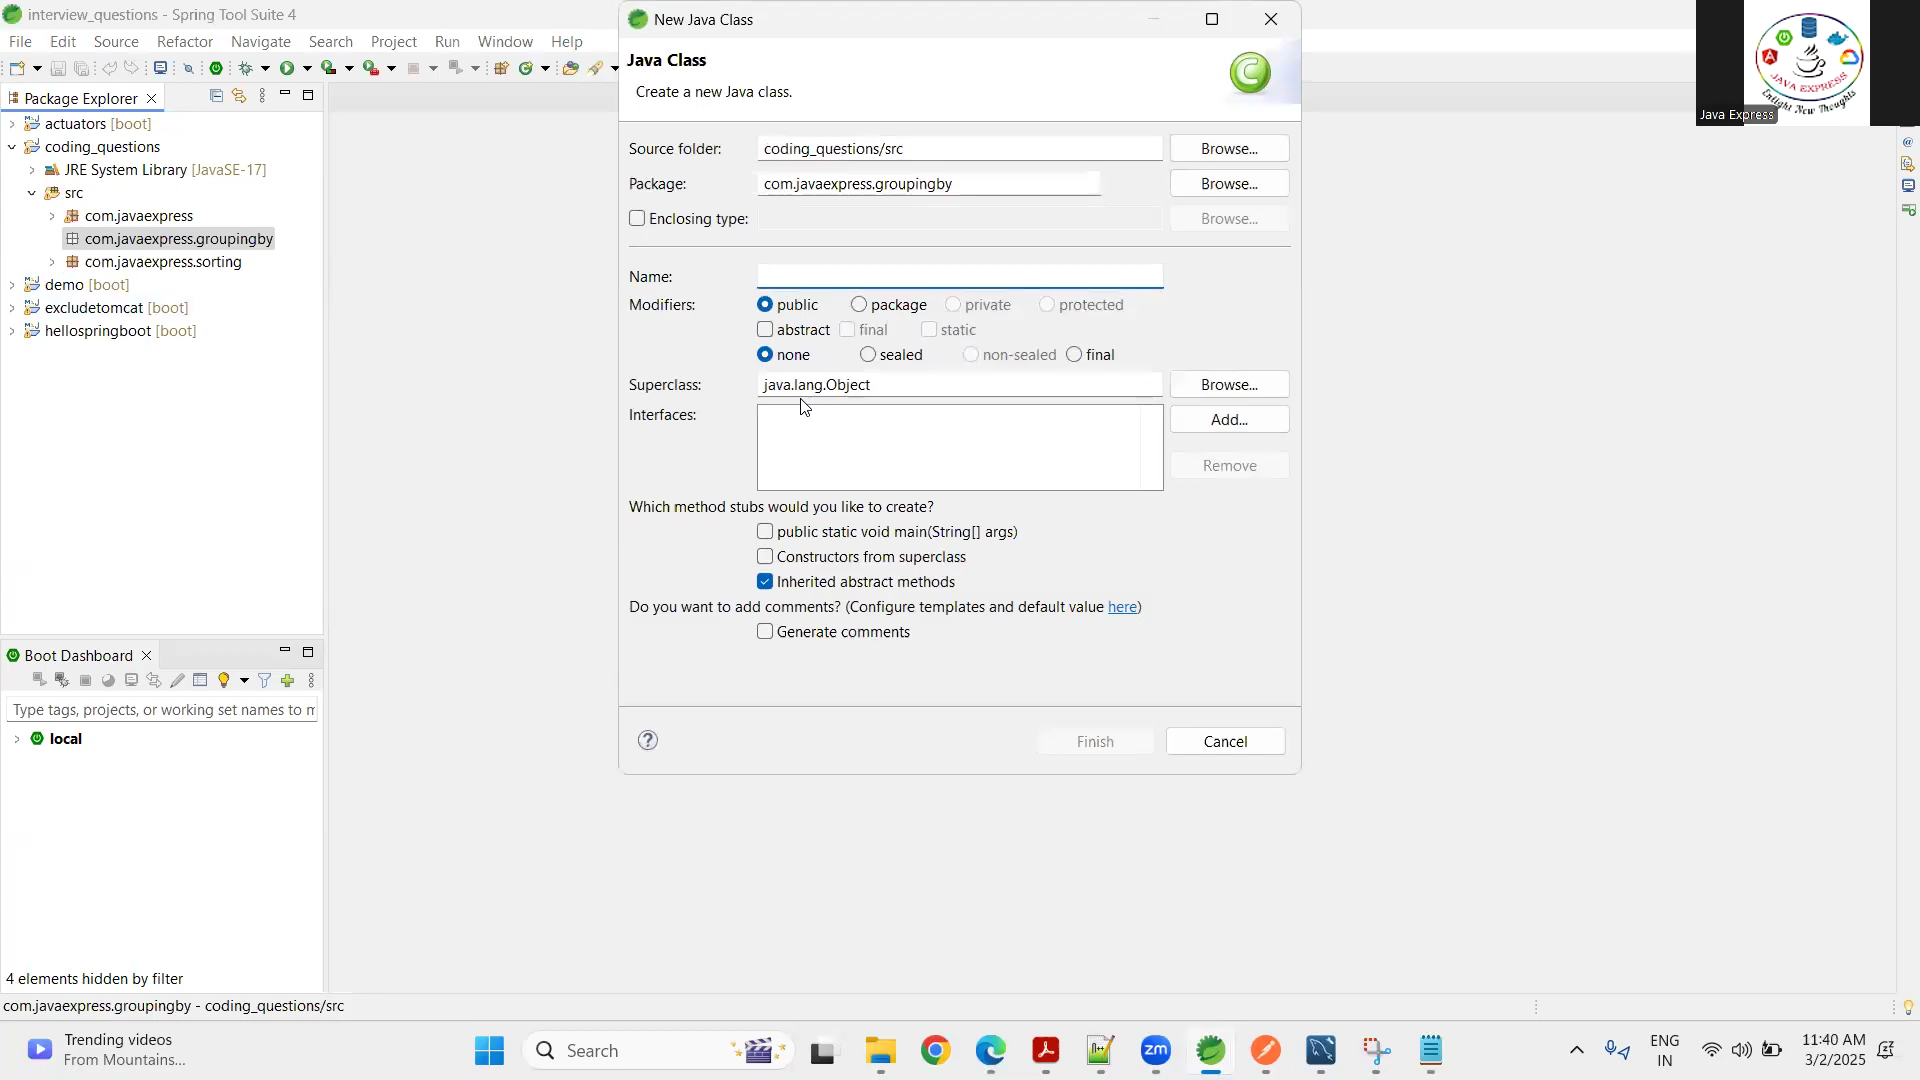 interview_questions - Spring Tool Suite 4
File Edit Source Refactor Navigate Search Project Run Window Help
Package Explorer
actuators [boot]
coding_questions
JRE System Library [JavaSE-17]
src
com.javaexpress
com.javaexpress.groupingby
com.javaexpress.sorting
demo [boot]
excludetomcat [boot]
hellospringboot [boot]
Boot Dashboard
Type tags, projects, or working set names to m
local
4 elements hidden by filter
com.javaexpress.groupingby - coding_questions/src
New Java Class
Java Class
Create a new Java class.
Source folder: coding_questions/src Browse...
Package: com.javaexpress.groupingby Browse...
Enclosing type: Browse...
Name:
Modifiers: public package private protected
abstract final static
none sealed non-sealed final
Superclass: java.lang.Object Browse...
Interfaces: Add...
Remove
Which method stubs would you like to create?
public static void main(String[] args)
Constructors from superclass
Inherited abstract methods
Do you want to add comments? (Configure templates and default value here)
Generate comments
Finish Cancel
JAVA EXPRESS
Enlight New Thoughts
Java Express
Trending videos
From Mountains...
Search
zm
ENG
IN
11:40 AM
3/2/2025